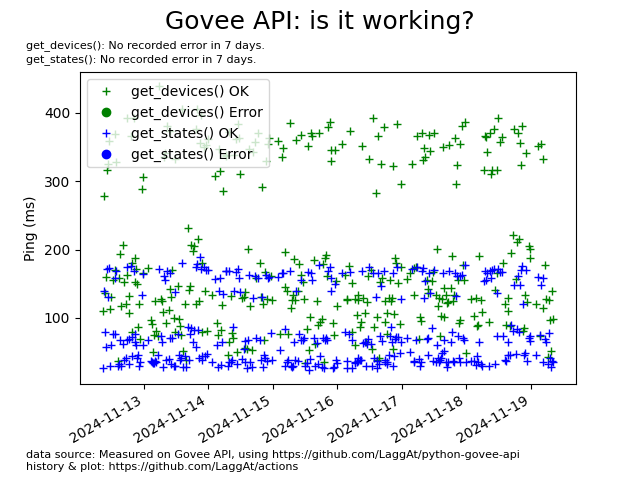 Govee API: is it working?
get_devices(): No recorded error in 7 days.
get_states(): No recorded error in 7 days.
get_devices() OK
get_devices() Error
get_states() OK
get_states() Error
400
300
200
100
Ping (ms)
2024-11-13
2024-11-14
2024-11-15
2024-11-16
2024-11-17
2024-11-18
2024-11-19
data source: Measured on Govee API, using https://github.com/LaggAt/python-govee-api
history & plot: https://github.com/LaggAt/actions